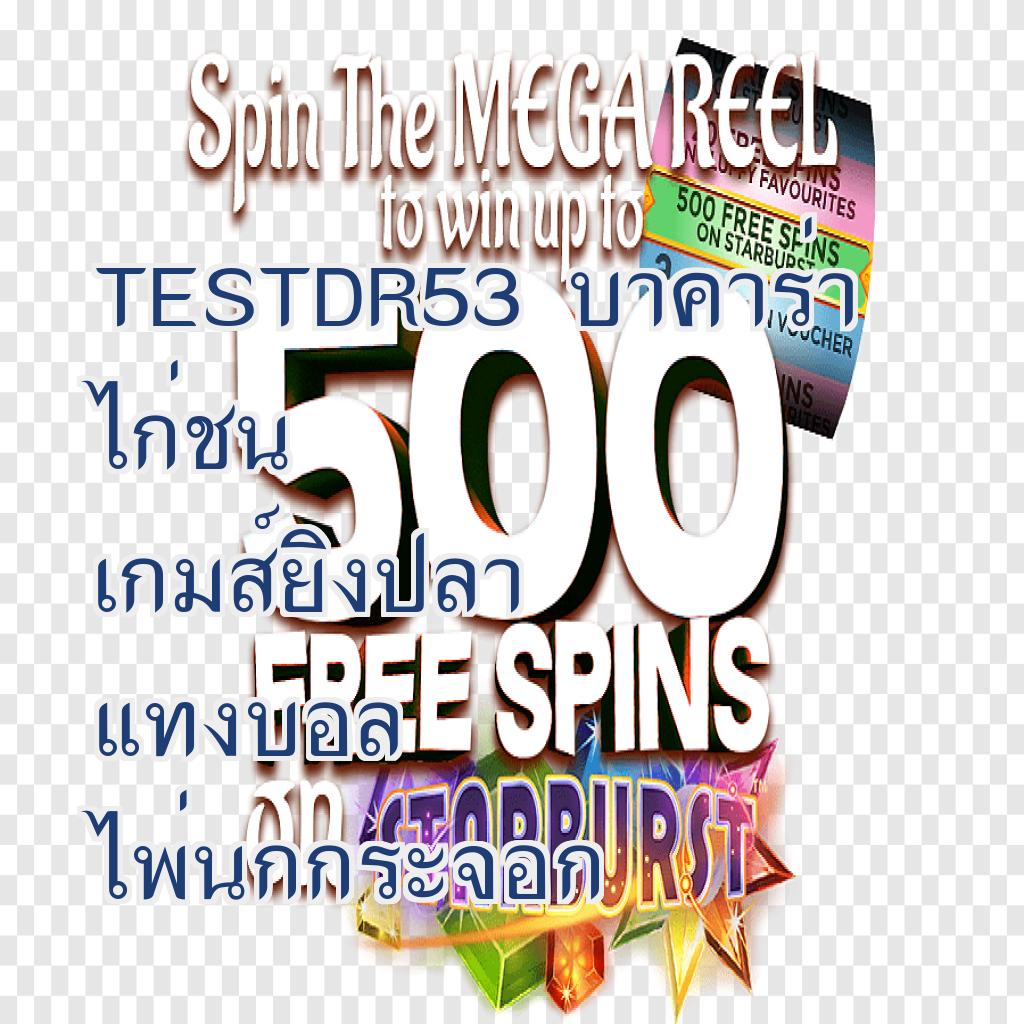 Spin The MEGA REEL
to win up to
500 FREE SPINS
ON STARBURST
VOUCHER
TESTDR53 บาคาร่า
ไก่ชน
เกมส์ยิงปลา
แทงบอล
ไพ่นกกระจอก
500
FREE SPINS
on STARBURST™